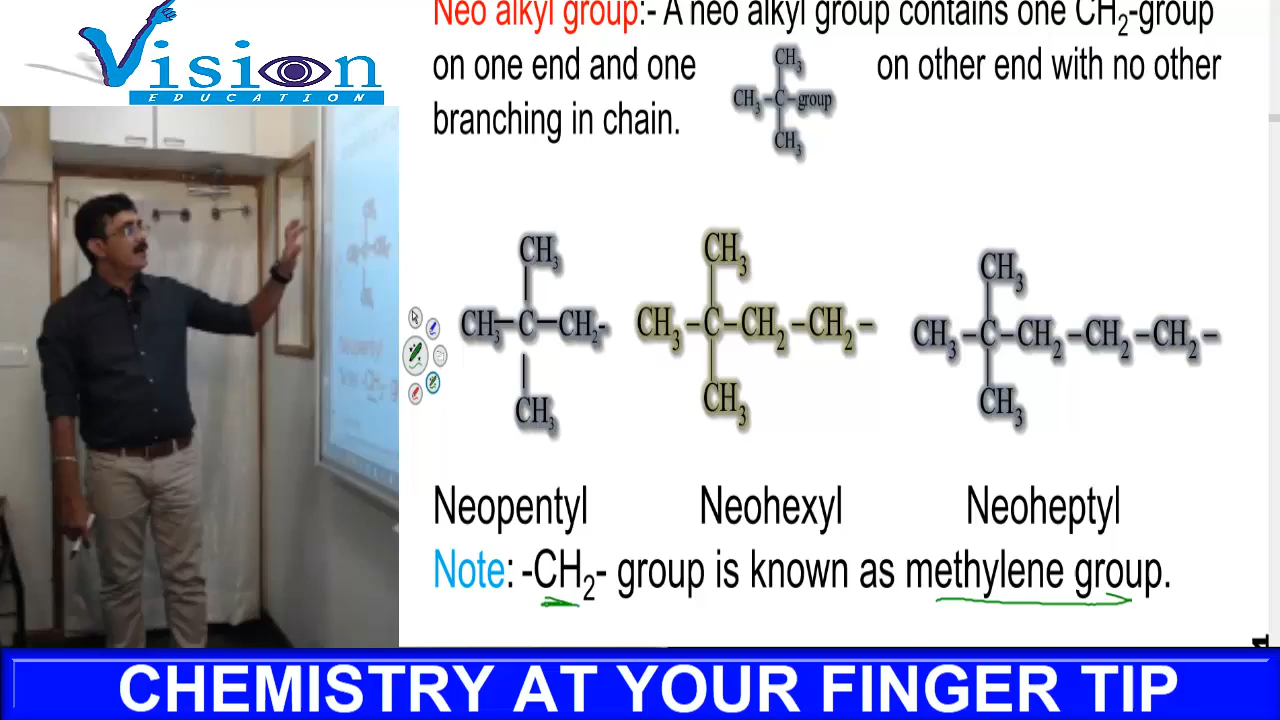 Vision
EDUCATION
Neo alkyl group:- A neo alkyl group contains one CH₂-group
on one end and one
CH₃
CH₃–C–group
CH₃
on other end with no other
branching in chain.
CH₃
CH₃–C–CH₂-
CH₃
CH₃
CH₃–C–CH₂–CH₂–
CH₃
CH₃
CH₃–C–CH₂–CH₂–CH₂–
CH₃
Neopentyl Neohexyl Neoheptyl
Note: -CH₂- group is known as methylene group.
CHEMISTRY AT YOUR FINGER TIP